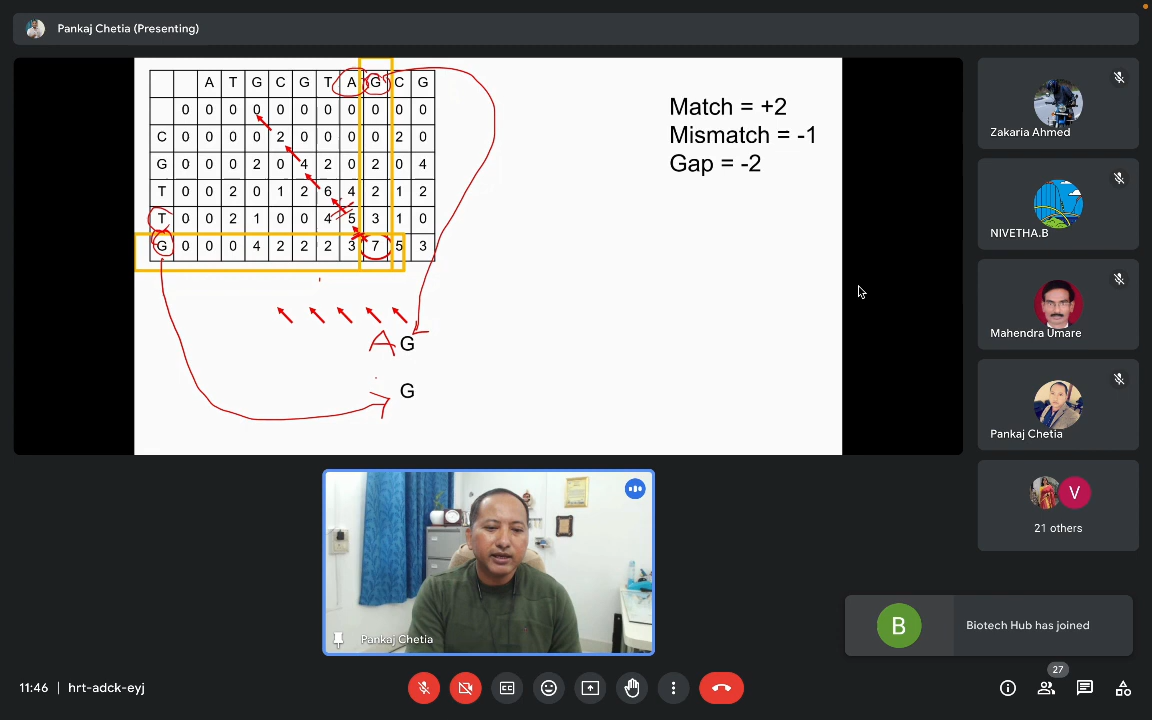 Pankaj Chetia (Presenting)
A T G C G T A G C G
0 0 0 0 0 0 0 0 0 0 0
C 0 0 0 0 2 0 0 0 0 2 0
G 0 0 0 2 0 4 2 0 2 0 4
T 0 0 2 0 1 2 6 4 2 1 2
T 0 0 2 1 0 0 4 5 3 1 0
G 0 0 0 4 2 2 2 3 7 5 3
A G
G
Match = +2
Mismatch = -1
Gap = -2
Zakaria Ahmed
NIVETHA.B
Mahendra Umare
Pankaj Chetia
V
21 others
Pankaj Chetia
B
Biotech Hub has joined
11:46 | hrt-adck-eyj
CC
27